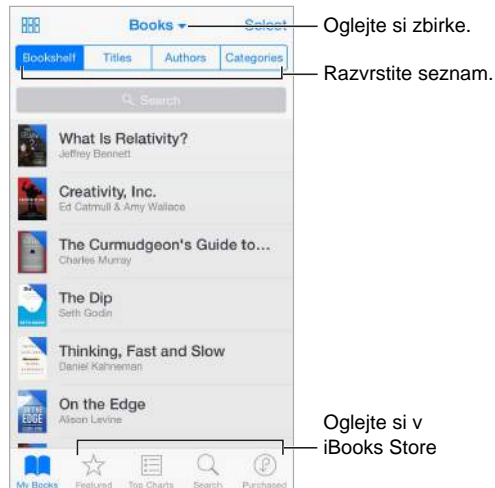 Books Select
Oglejte si zbirke.
Bookshelf Titles Authors Categories
Razvrstite seznam.
Search
What Is Relativity?
Jeffrey Bennett
Creativity, Inc.
Ed Catmull & Amy Wallace
The Curmudgeon's Guide to…
Charles Murray
The Dip
Seth Godin
Thinking, Fast and Slow
Daniel Kahneman
On the Edge
Alison Levine
Oglejte si v
iBooks Store
My Books Featured Top Charts Search Purchased